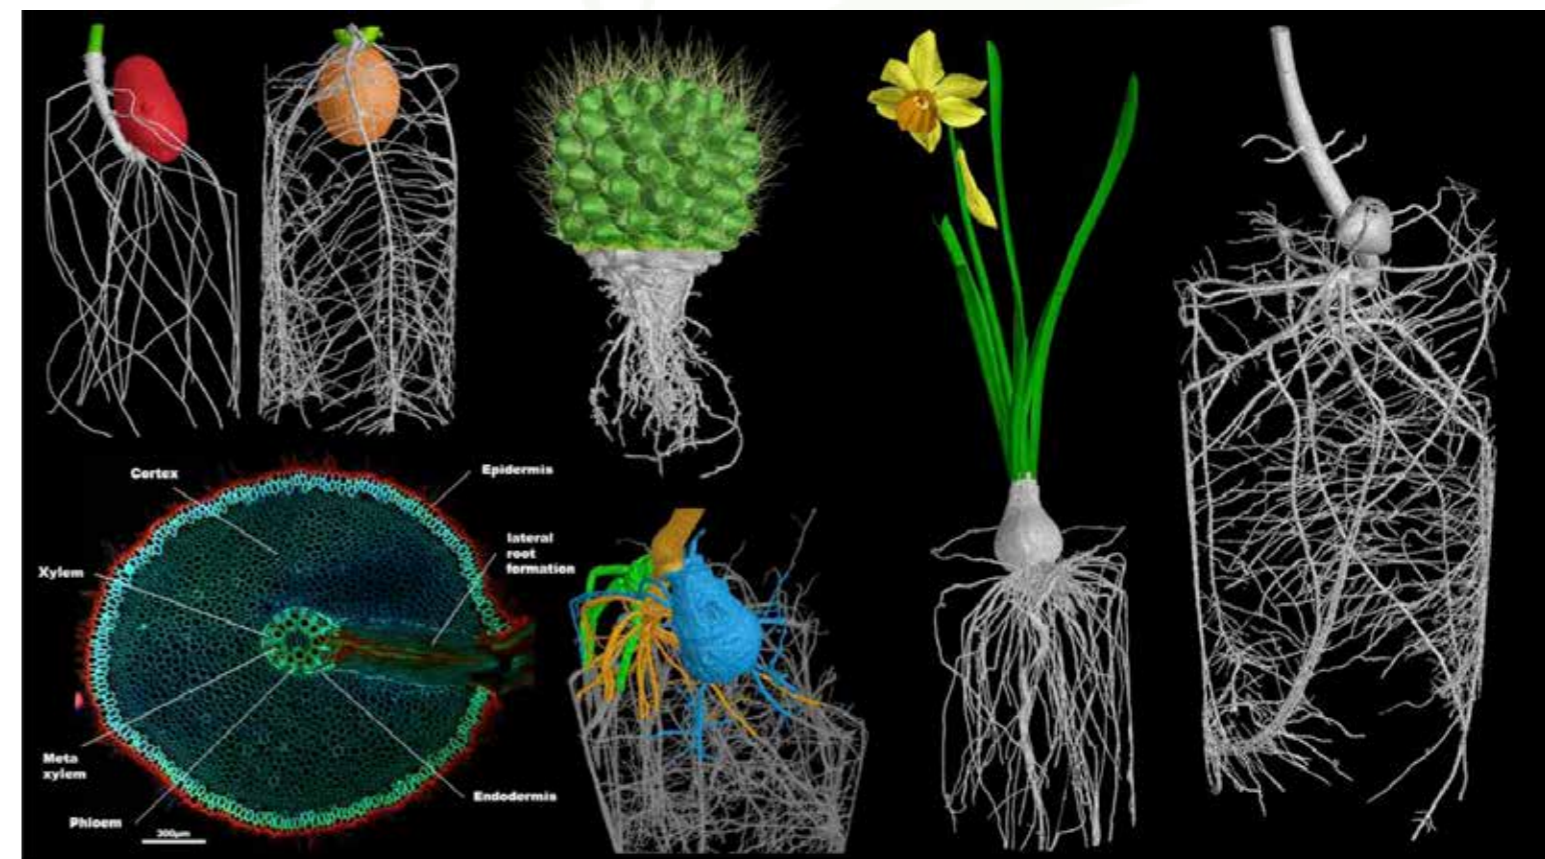 Cortex
Epidermis
lateral
root
formation
Xylem
Meta
xylem
Endodermis
Phloem
300µm